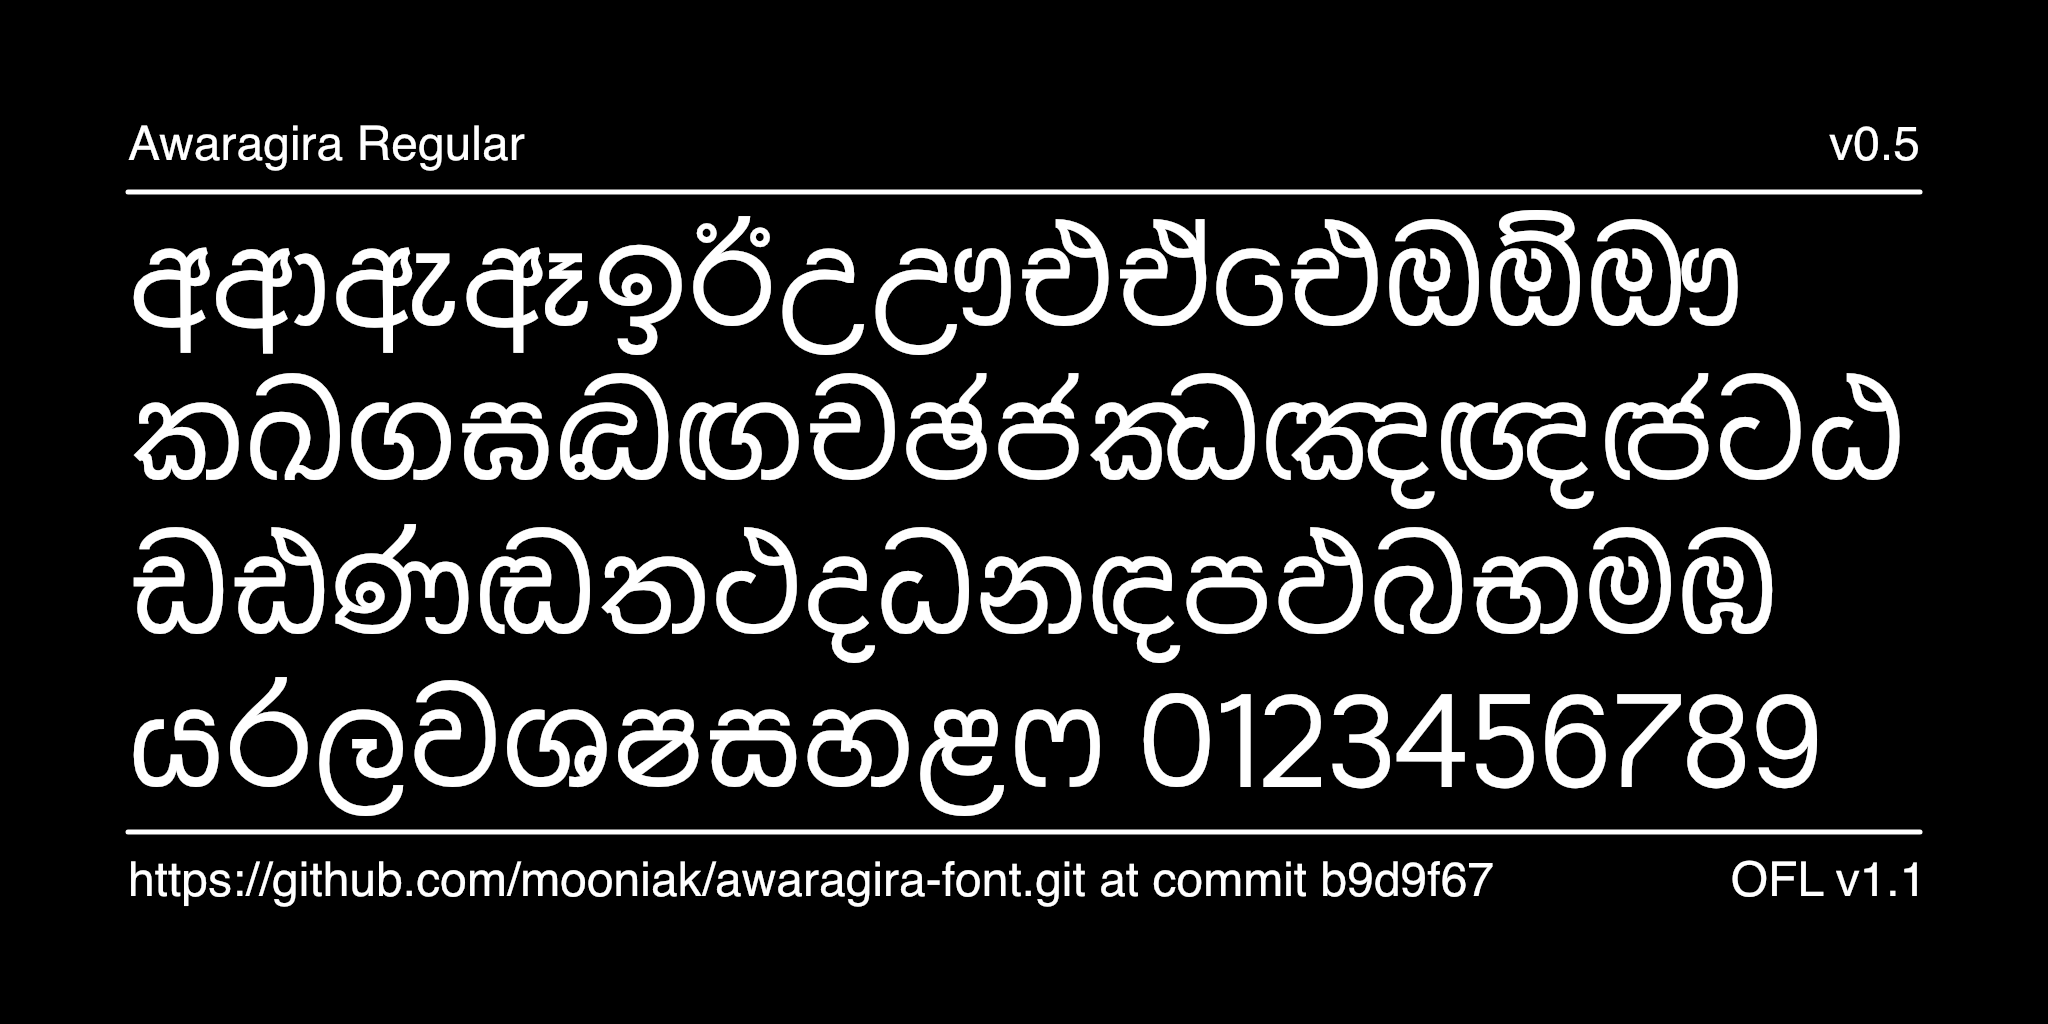 Awaragira Regular
v0.5
අආඇඈඉඊඋඌඑඒඓඔඕඖ
කඛගඝඞඟචඡජඣඤඥඦටඨ
ඩඪණඬතථදධනඳපඵබභමඹ
යරලවශෂසහළෆ 0123456789
https://github.com/mooniak/awaragira-font.git at commit b9d9f67
OFL v1.1